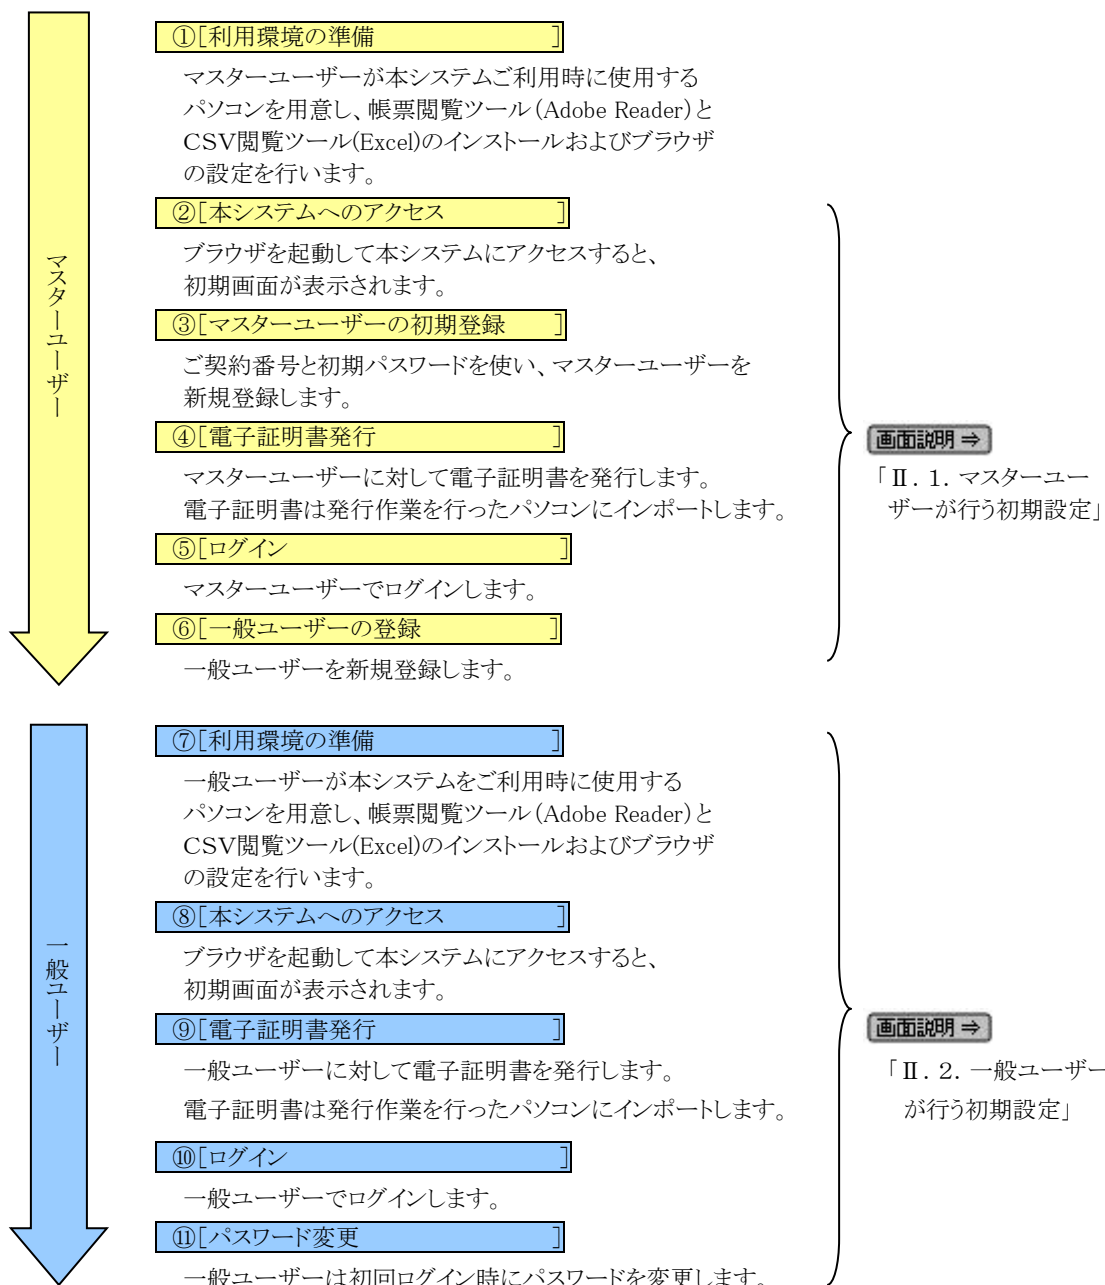 マスターユーザー
①[利用環境の準備]
マスターユーザーが本システムご利用時に使用する
パソコンを用意し、帳票閲覧ツール(Adobe Reader)と
CSV閲覧ツール(Excel)のインストールおよびブラウザ
の設定を行います。
②[本システムへのアクセス]
ブラウザを起動して本システムにアクセスすると、
初期画面が表示されます。
③[マスターユーザーの初期登録]
ご契約番号と初期パスワードを使い、マスターユーザーを
新規登録します。
④[電子証明書発行]
マスターユーザーに対して電子証明書を発行します。
電子証明書は発行作業を行ったパソコンにインポートします。
⑤[ログイン]
マスターユーザーでログインします。
⑥[一般ユーザーの登録]
一般ユーザーを新規登録します。
画面説明⇒
「Ⅱ.1.マスターユー
ザーが行う初期設定」
一般ユーザー
⑦[利用環境の準備]
一般ユーザーが本システムをご利用時に使用する
パソコンを用意し、帳票閲覧ツール(Adobe Reader)と
CSV閲覧ツール(Excel)のインストールおよびブラウザ
の設定を行います。
⑧[本システムへのアクセス]
ブラウザを起動して本システムにアクセスすると、
初期画面が表示されます。
⑨[電子証明書発行]
一般ユーザーに対して電子証明書を発行します。
電子証明書は発行作業を行ったパソコンにインポートします。
⑩[ログイン]
一般ユーザーでログインします。
⑪[パスワード変更]
一般ユーザーは初回ログイン時にパスワードを変更します。
画面説明⇒
「Ⅱ.2.一般ユーザー
が行う初期設定」